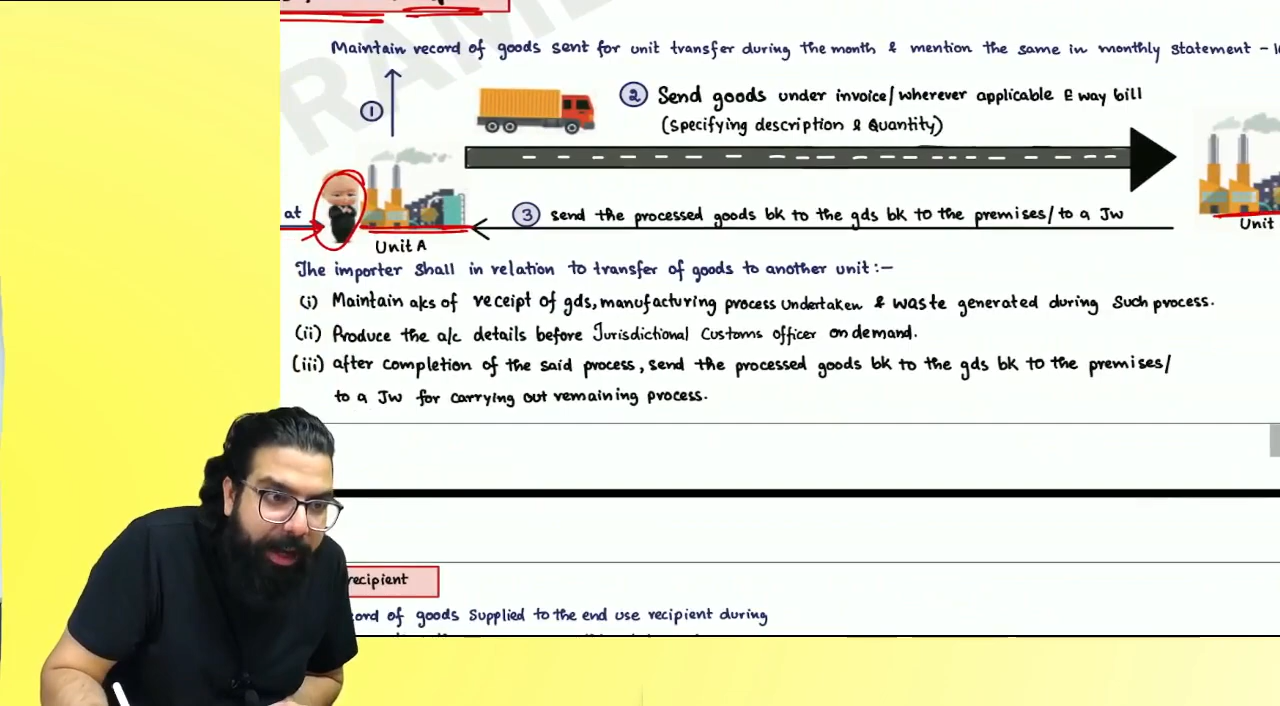 Maintain record of goods sent for unit transfer during the month & mention the same in monthly statement -
① 
② Send goods under invoice/wherever applicable E way bill
(specifying description & Quantity)
at
③ send the processed goods bk to the gds bk to the premises/to a Jw
Unit A
Unit
The importer shall in relation to transfer of goods to another unit :-
(i) Maintain a/cs of receipt of gds, manufacturing process undertaken & waste generated during such process.
(ii) Produce the a/c details before Jurisdictional Customs officer on demand.
(iii) after completion of the said process, send the processed goods bk to the gds bk to the premises/
to a Jw for carrying out remaining process.
recipient
of goods supplied to the end use recipient during